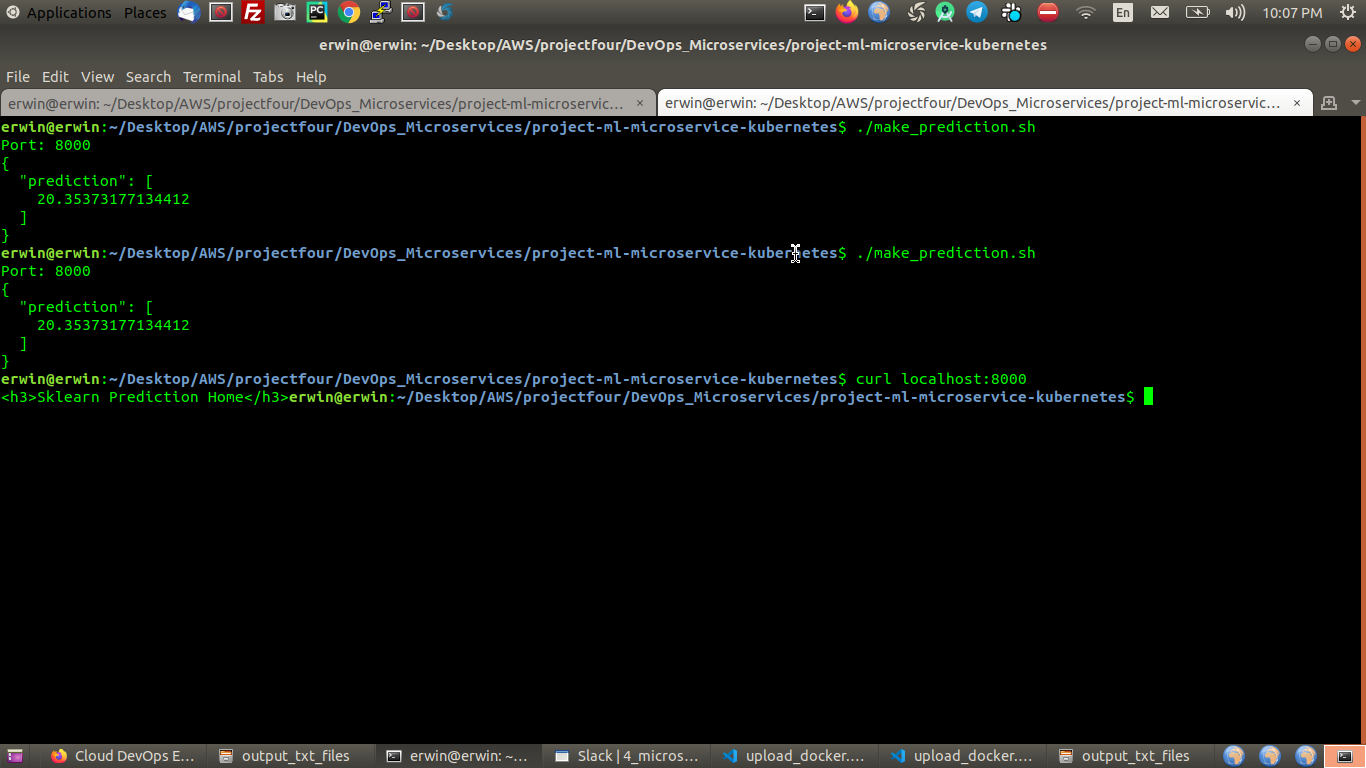 Applications Places En 10:07 PM
erwin@erwin: ~/Desktop/AWS/projectfour/DevOps_Microservices/project-ml-microservice-kubernetes
File Edit View Search Terminal Tabs Help
erwin@erwin: ~/Desktop/AWS/projectfour/DevOps_Microservices/project-ml-microservic... × erwin@erwin: ~/Desktop/AWS/projectfour/DevOps_Microservices/project-ml-microservic... ×
erwin@erwin:~/Desktop/AWS/projectfour/DevOps_Microservices/project-ml-microservice-kubernetes$ ./make_prediction.sh
Port: 8000
{
  "prediction": [
    20.35373177134412
  ]
}
erwin@erwin:~/Desktop/AWS/projectfour/DevOps_Microservices/project-ml-microservice-kubernetes$ ./make_prediction.sh
Port: 8000
{
  "prediction": [
    20.35373177134412
  ]
}
erwin@erwin:~/Desktop/AWS/projectfour/DevOps_Microservices/project-ml-microservice-kubernetes$ curl localhost:8000
<h3>Sklearn Prediction Home</h3>erwin@erwin:~/Desktop/AWS/projectfour/DevOps_Microservices/project-ml-microservice-kubernetes$
Cloud DevOps E... output_txt_files erwin@erwin: ~... Slack | 4_micros... upload_docker.... upload_docker.... output_txt_files